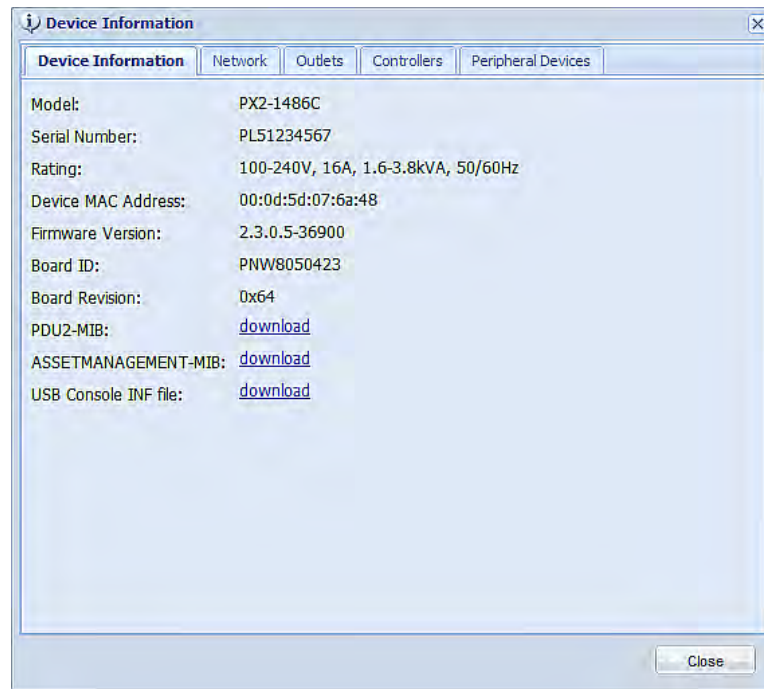 Device Information
Device Information Network Outlets Controllers Peripheral Devices
Model: PX2-1486C
Serial Number: PL51234567
Rating: 100-240V, 16A, 1.6-3.8kVA, 50/60Hz
Device MAC Address: 00:0d:5d:07:6a:48
Firmware Version: 2.3.0.5-36900
Board ID: PNW8050423
Board Revision: 0x64
PDU2-MIB: download
ASSETMANAGEMENT-MIB: download
USB Console INF file: download
Close